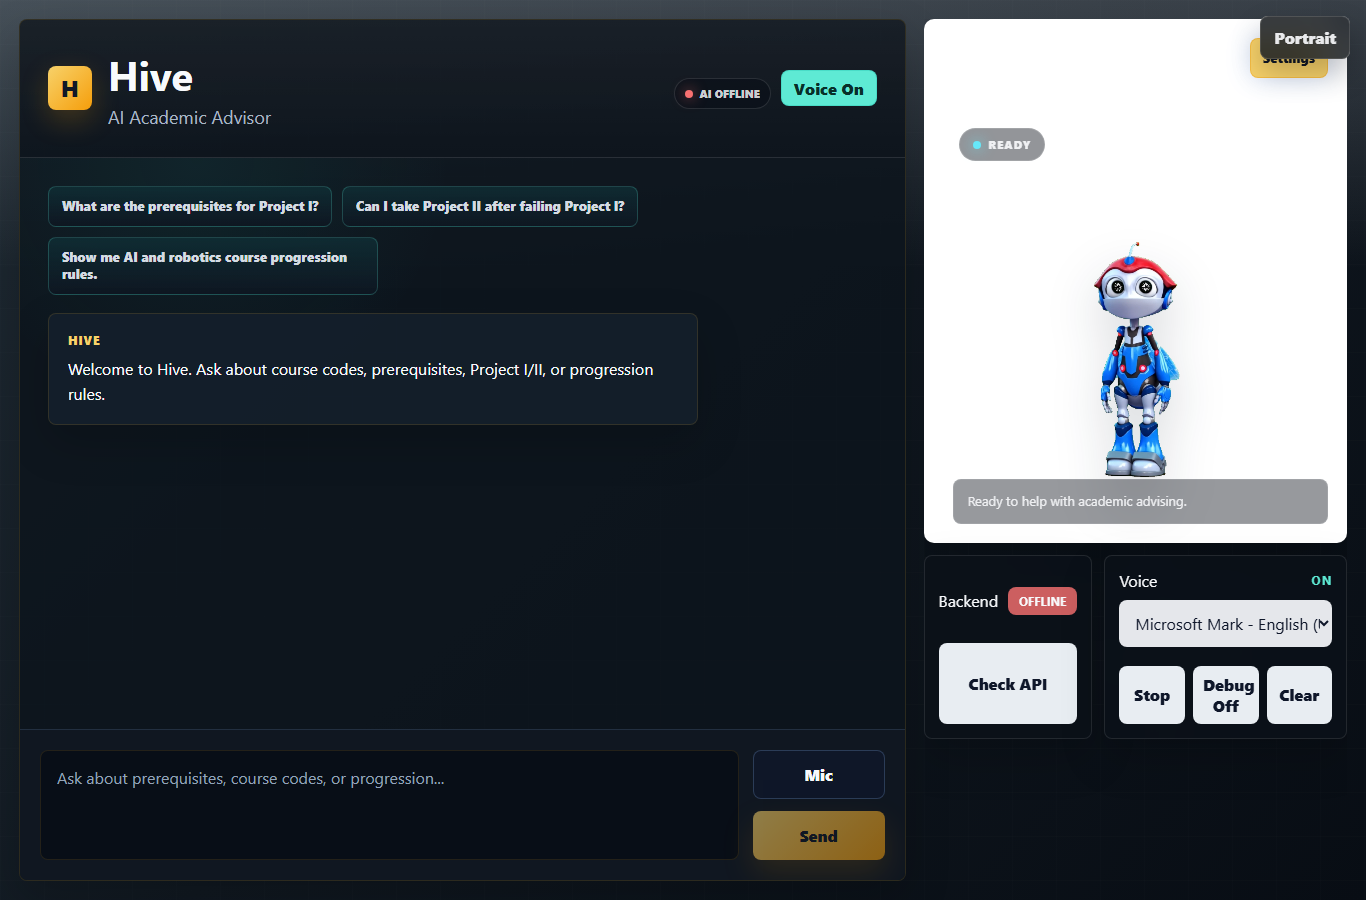 H
Hive
AI Academic Advisor
AI OFFLINE
Voice On
What are the prerequisites for Project I?
Can I take Project II after failing Project I?
Show me AI and robotics course progression
rules.
HIVE
Welcome to Hive. Ask about course codes, prerequisites, Project I/II, or progression
rules.
Ask about prerequisites, course codes, or progression...
Mic
Send
Portrait
Settings
READY
Ready to help with academic advising.
Backend
OFFLINE
Check API
Voice
ON
Microsoft Mark - English (
Stop
Debug
Off
Clear